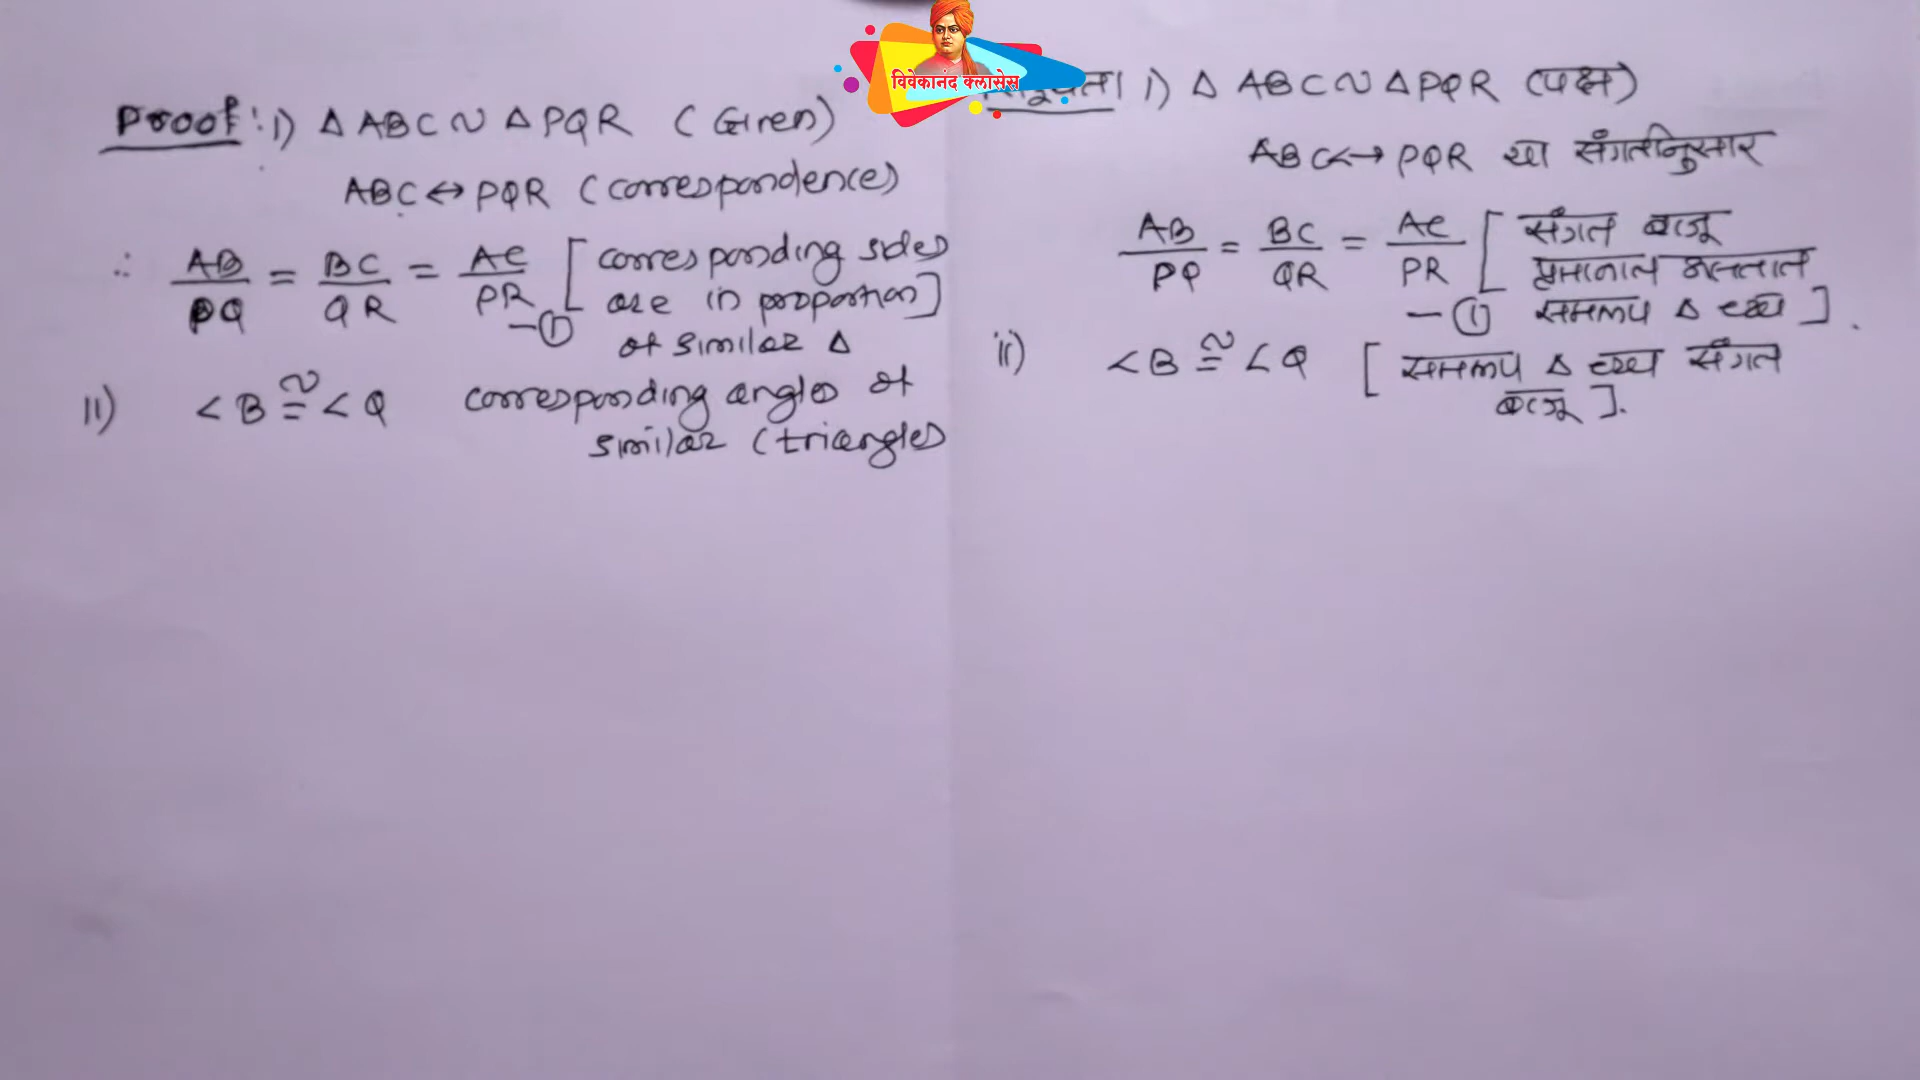 विवेकानंद क्लासेस
Proof :- i) Δ ABC ~ Δ PQR ( Given )
ABC ↔ PQR ( correspondence )
∴ AB/PQ = BC/QR = AC/PR [ corresponding sides
are in proportion ]
— ① of similar Δ
ii) < B ≅ < Q corresponding angles of
similar ( triangles
i) Δ ABC ~ Δ PQR ( पक्ष )
ABC ↔ PQR या संगतीनुसार
AB/PQ = BC/QR = AC/PR [ संगत बाजू
प्रमाणात असतात
— ① समरूप Δ च्या ] .
ii) < B ≅ < Q [ समरूप Δ च्या संगत
बाजू ].